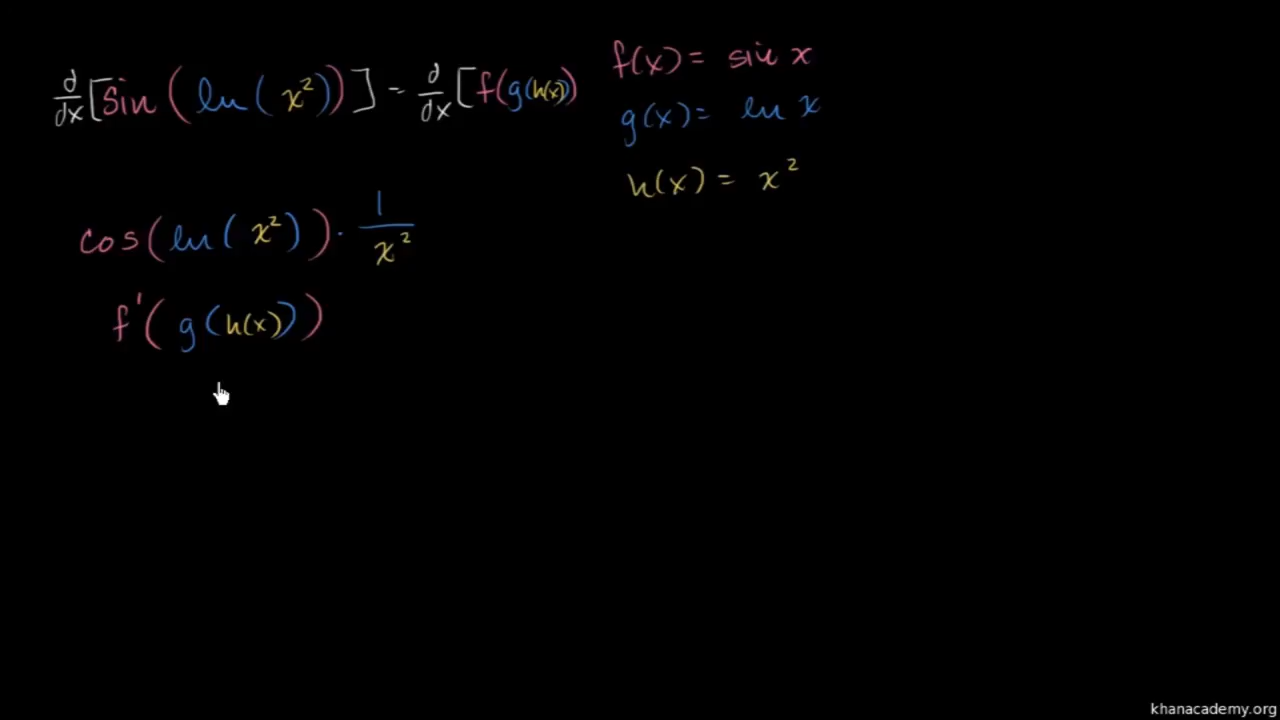 d/dx [sin(ln(x²))] = d/dx [f(g(h(x))
f(x) = sin x
g(x) = ln x
h(x) = x²
cos(ln(x²)) · 1/x²
f'(g(h(x)))
khanacademy.org